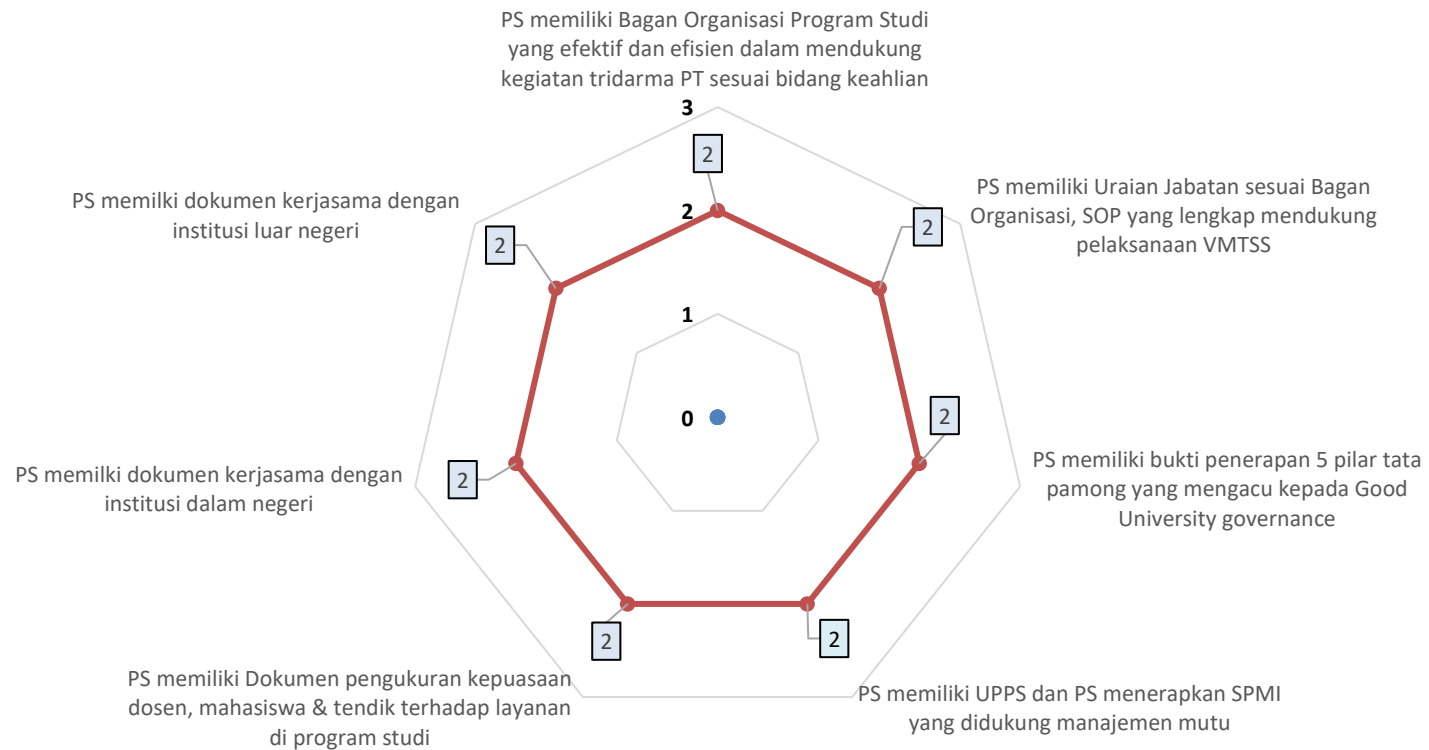 PS memiliki Bagan Organisasi Program Studi
yang efektif dan efisien dalam mendukung
kegiatan tridarma PT sesuai bidang keahlian
3
2
PS memiliki Uraian Jabatan sesuai Bagan
Organisasi, SOP yang lengkap mendukung
pelaksanaan VMTSS
2
PS memilki dokumen kerjasama dengan
institusi luar negeri
2
2
1
0
2
PS memiliki bukti penerapan 5 pilar tata
pamong yang mengacu kepada Good
University governance
PS memilki dokumen kerjasama dengan
institusi dalam negeri
2
2
2
PS memiliki Dokumen pengukuran kepuasaan
dosen, mahasiswa & tendik terhadap layanan
di program studi
PS memiliki UPPS dan PS menerapkan SPMI
yang didukung manajemen mutu